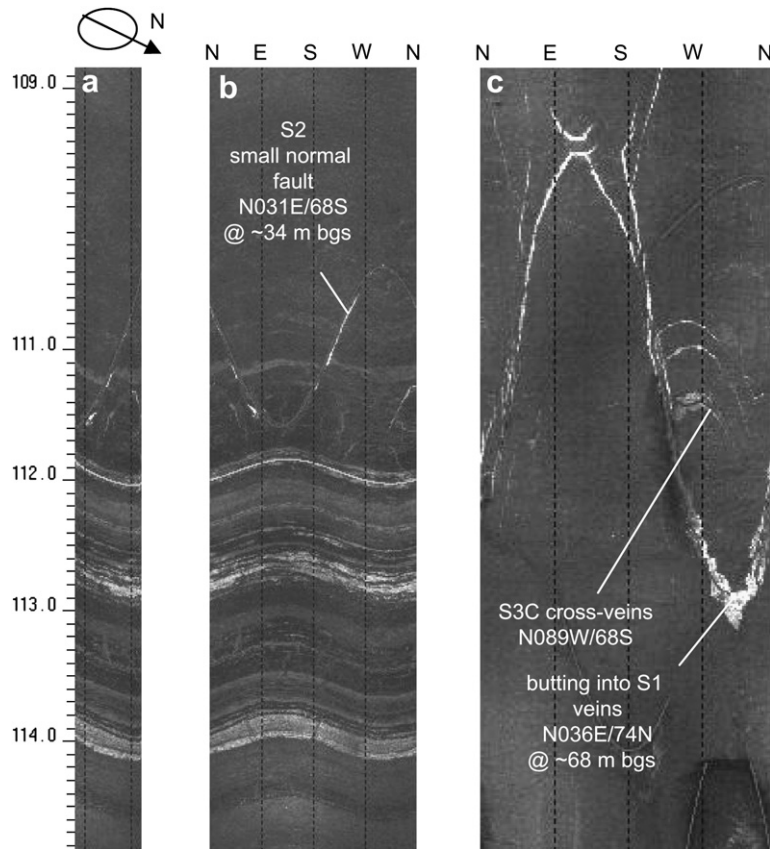 N
N E S W N
N E S W N
a
b
c
109.0
111.0
112.0
113.0
114.0
S2
small normal
fault
N031E/68S
@ ~34 m bgs
S3C cross-veins
N089W/68S
butting into S1
veins
N036E/74N
@ ~68 m bgs